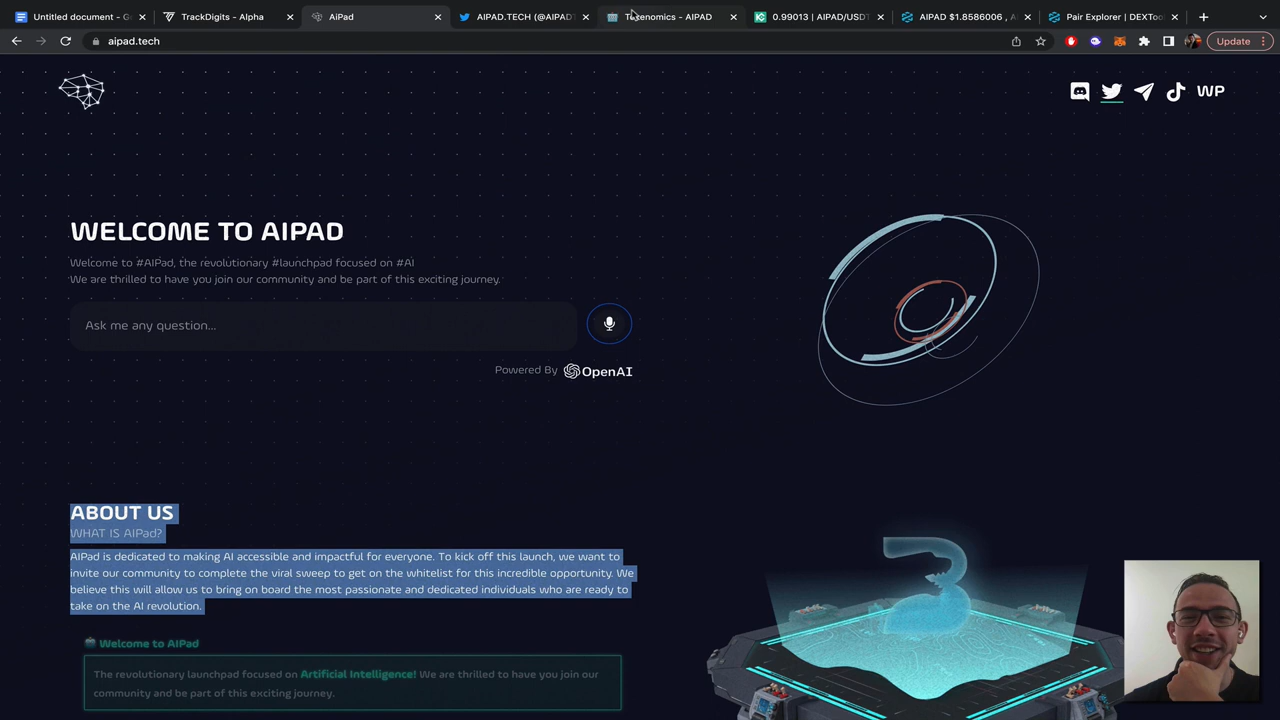 Untitled document - G
TrackDigits - Alpha
AiPad
AIPAD.TECH (@AIPADT
Tokenomics - AIPAD
0.99013 | AIPAD/USDT
AIPAD $1.8586006 , A
Pair Explorer | DEXToo
aipad.tech
Update
WP
WELCOME TO AIPAD
Welcome to #AIPad, the revolutionary #launchpad focused on #AI
We are thrilled to have you join our community and be part of this exciting journey.
Ask me any question...
Powered By OpenAI
ABOUT US
WHAT IS AIPad?
AIPad is dedicated to making AI accessible and impactful for everyone. To kick off this launch, we want to
invite our community to complete the viral sweep to get on the whitelist for this incredible opportunity. We
believe this will allow us to bring on board the most passionate and dedicated individuals who are ready to
take on the AI revolution.
Welcome to AIPad
The revolutionary launchpad focused on Artificial Intelligence! We are thrilled to have you join our
community and be part of this exciting journey.